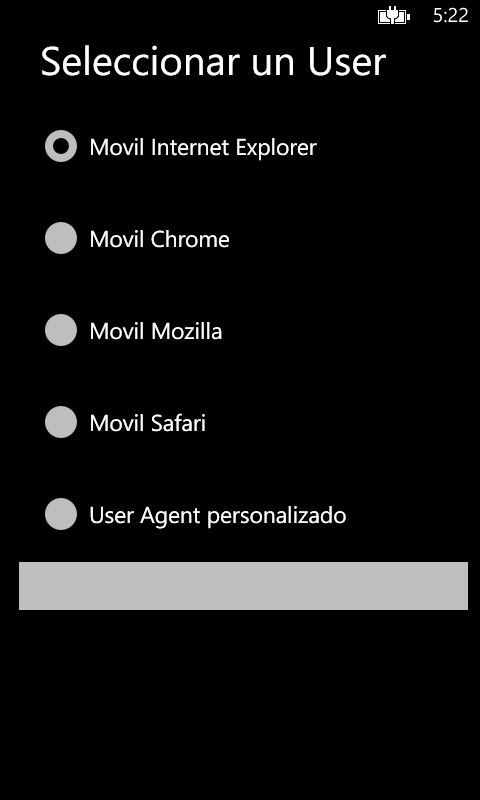 5:22
Seleccionar un User
Movil Internet Explorer
Movil Chrome
Movil Mozilla
Movil Safari
User Agent personalizado